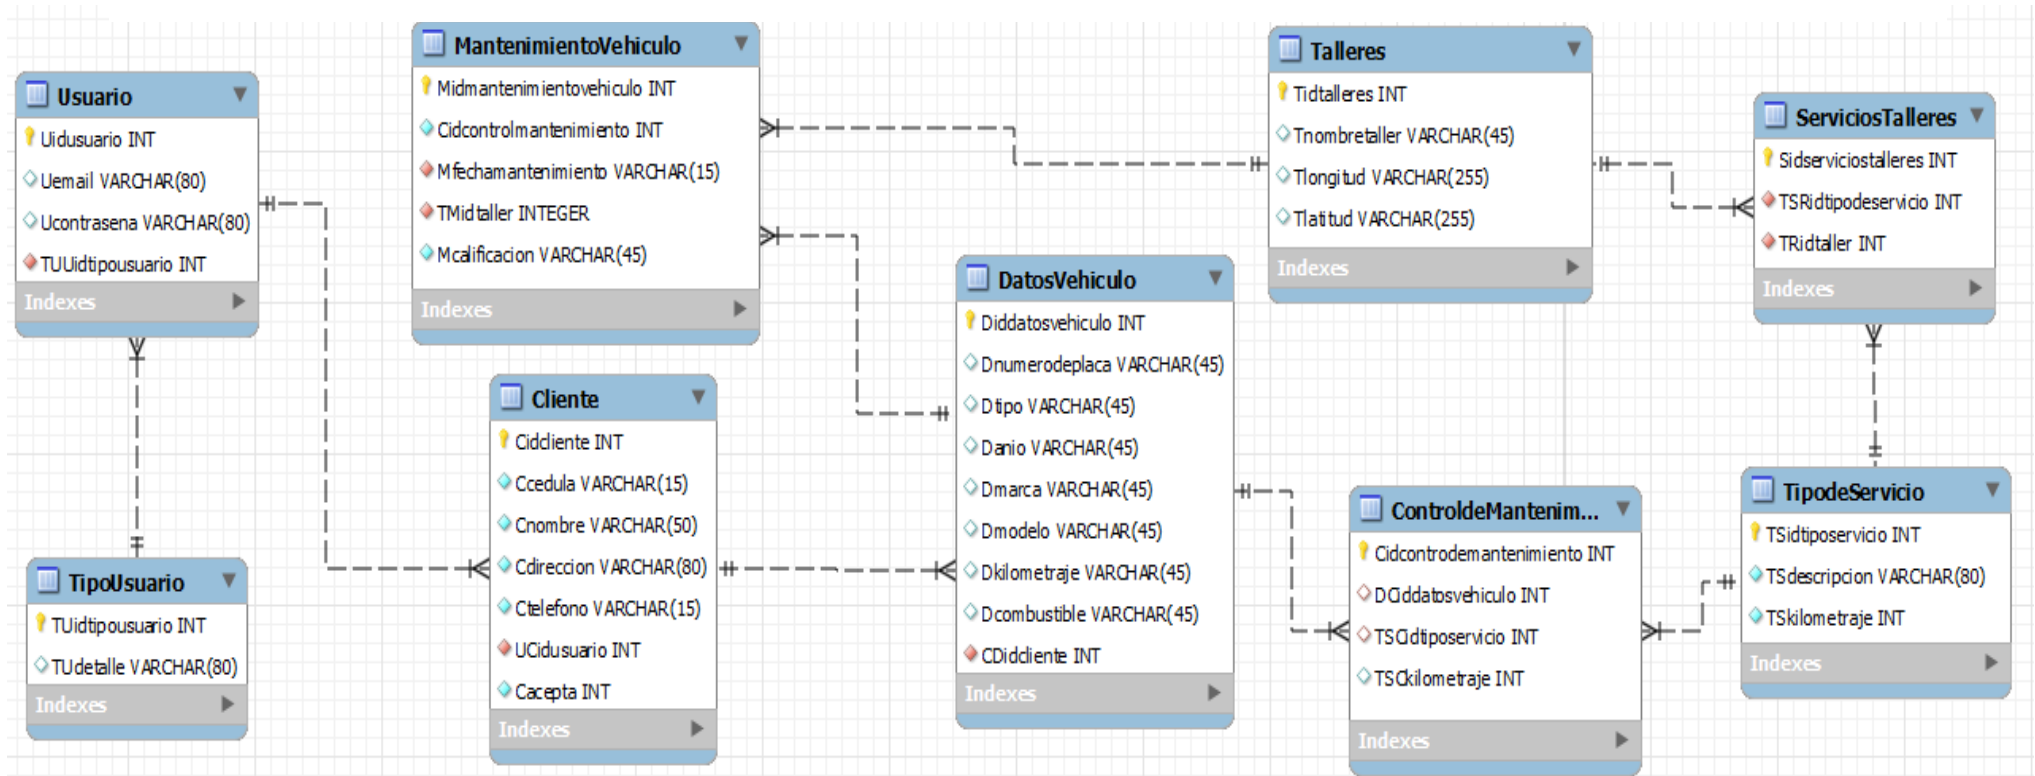 Usuario
Uidusuario INT
Uemail VARCHAR(80)
Ucontrasena VARCHAR(80)
TUUidtipousuario INT
Indexes
TipoUsuario
TUidtipousuario INT
TUdetalle VARCHAR(80)
Indexes
MantenimientoVehiculo
Midmantenimientovehiculo INT
Cidcontrolmantenimiento INT
Mfechamantenimiento VARCHAR(15)
TMidtaller INTEGER
Mcalificacion VARCHAR(45)
Indexes
Cliente
Cidcliente INT
Ccedula VARCHAR(15)
Cnombre VARCHAR(50)
Cdireccion VARCHAR(80)
Ctelefono VARCHAR(15)
UCidusuario INT
Cacepta INT
Indexes
DatosVehiculo
Diddatosvehiculo INT
Dnumerodeplaca VARCHAR(45)
Dtipo VARCHAR(45)
Danio VARCHAR(45)
Dmarca VARCHAR(45)
Dmodelo VARCHAR(45)
Dkilometraje VARCHAR(45)
Dcombustible VARCHAR(45)
CDidcliente INT
Indexes
Talleres
Tidtalleres INT
Tnombretaller VARCHAR(45)
Tlongitud VARCHAR(255)
Tlatitud VARCHAR(255)
Indexes
ControldeMantenim...
Cidcontrodemantenimiento INT
DCiddatosvehiculo INT
TSCidtiposervicio INT
TSCkilometraje INT
Indexes
ServiciosTalleres
Sidserviciostalleres INT
TSRidtipodeservicio INT
TRidtaller INT
Indexes
TipodeServicio
TSidtiposervicio INT
TSdescripcion VARCHAR(80)
TSkilometraje INT
Indexes